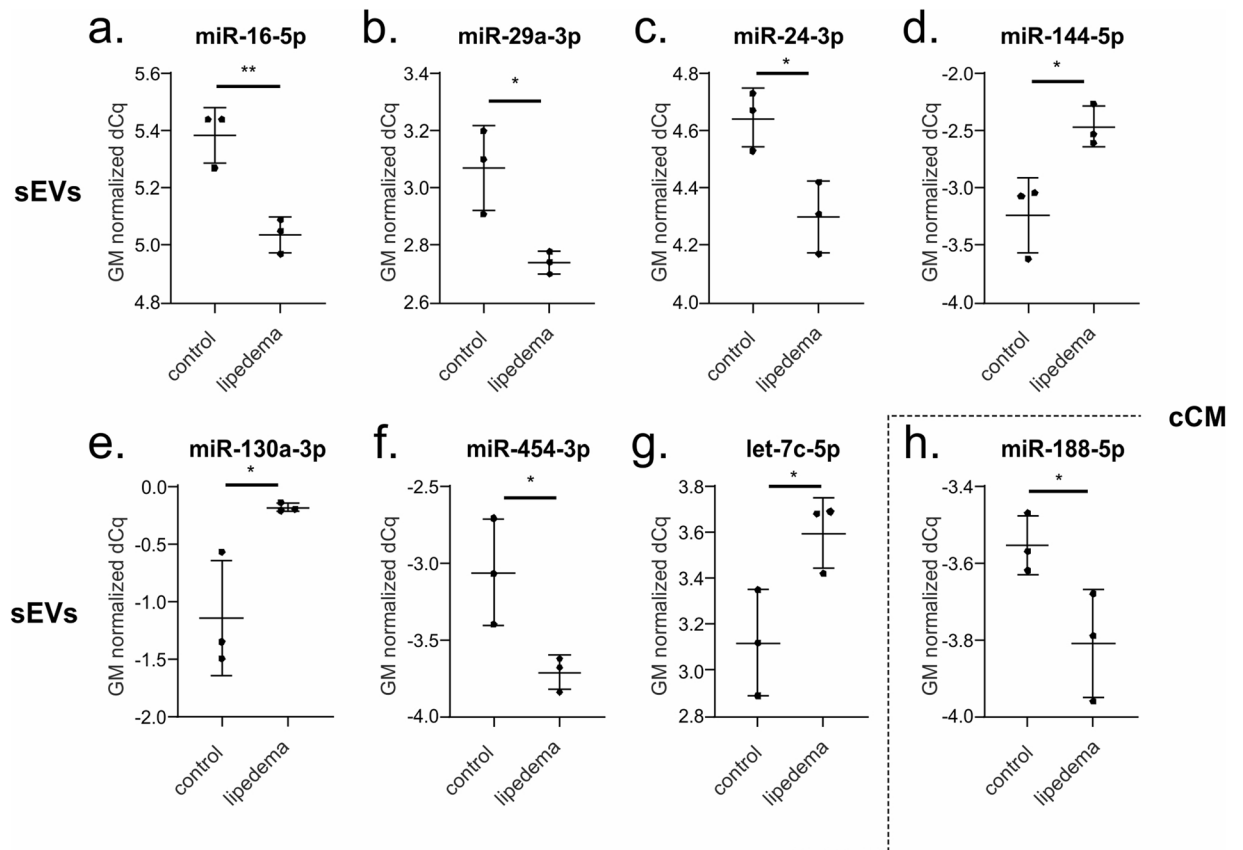 a.
miR-16-5p
**
GM normalized dCq
5.6
5.4
5.2
5.0
4.8
control
lipedema
b.
miR-29a-3p
*
GM normalized dCq
3.4
3.2
3.0
2.8
2.6
control
lipedema
c.
miR-24-3p
*
GM normalized dCq
4.8
4.6
4.4
4.2
4.0
control
lipedema
d.
miR-144-5p
*
GM normalized dCq
-2.0
-2.5
-3.0
-3.5
-4.0
control
lipedema
sEVs
e.
miR-130a-3p
*
GM normalized dCq
0.0
-0.5
-1.0
-1.5
-2.0
control
lipedema
f.
miR-454-3p
*
GM normalized dCq
-2.5
-3.0
-3.5
-4.0
control
lipedema
g.
let-7c-5p
*
GM normalized dCq
3.8
3.6
3.4
3.2
3.0
2.8
control
lipedema
sEVs
cCM
h.
miR-188-5p
*
GM normalized dCq
-3.4
-3.6
-3.8
-4.0
control
lipedema